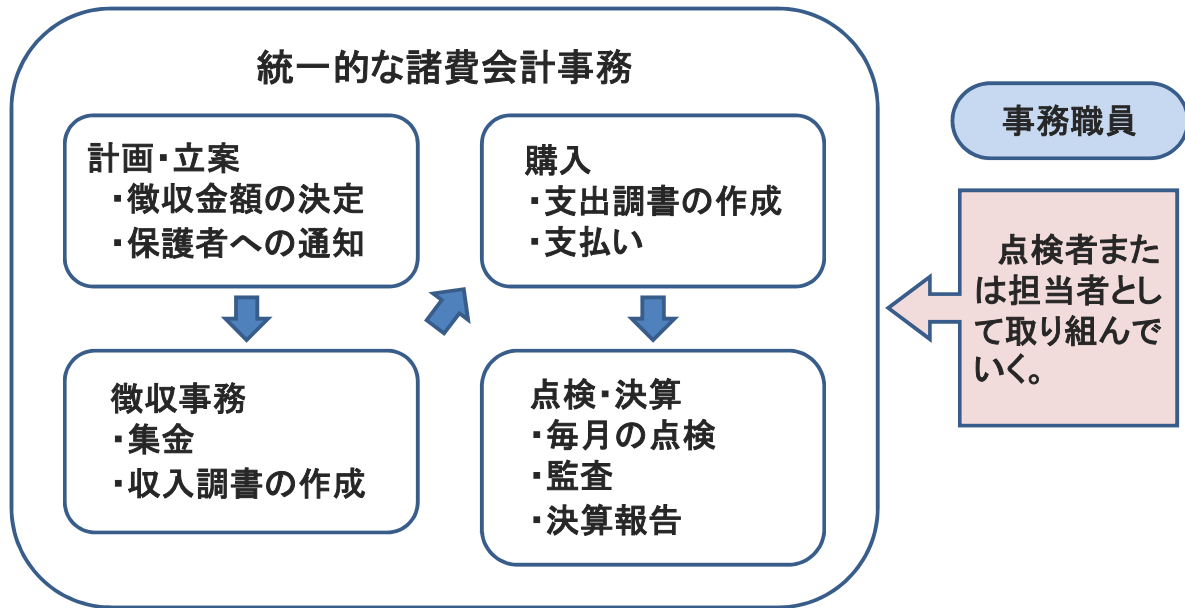 統一的な諸費会計事務
計画・立案
・徴収金額の決定
・保護者への通知
徴収事務
・集金
・収入調書の作成
購入
・支出調書の作成
・支払い
点検・決算
・毎月の点検
・監査
・決算報告
事務職員
点検者また
は担当者とし
て取り組んで
いく。